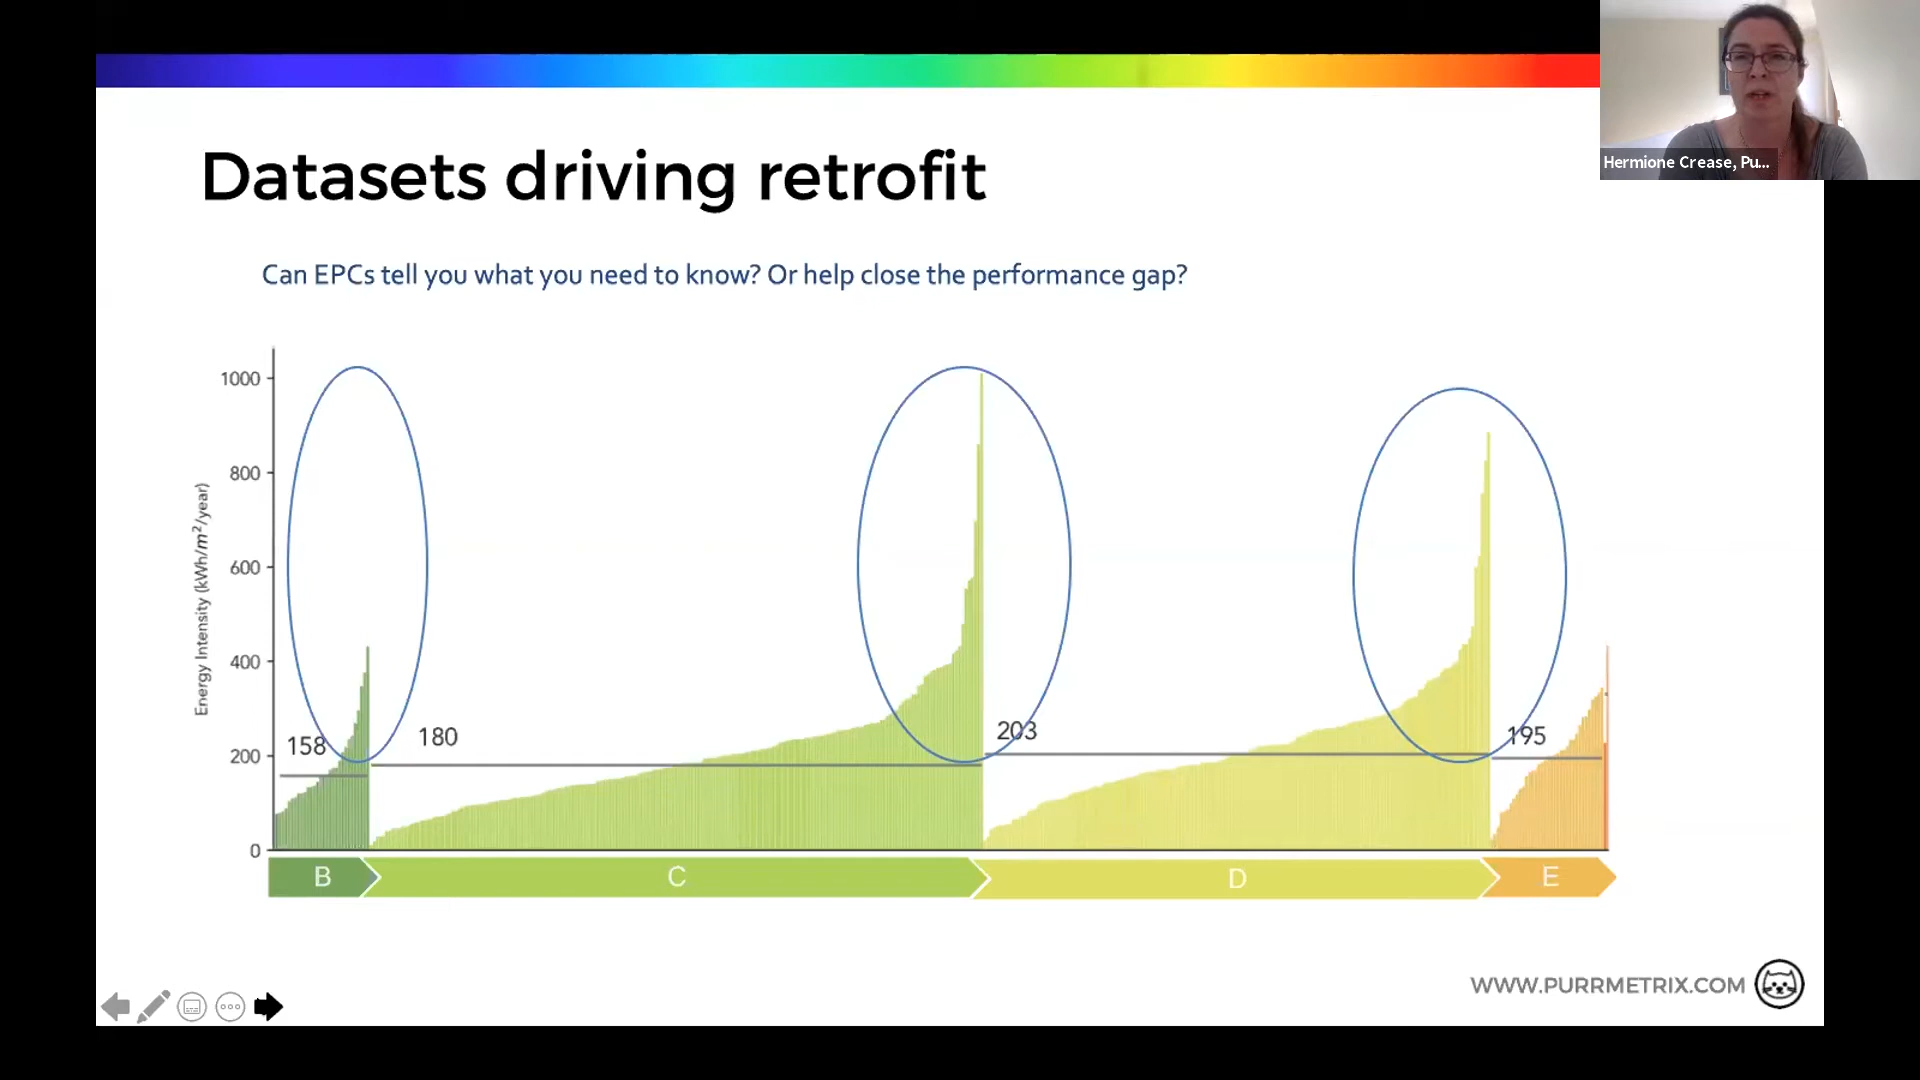 Hermione Crease, Pu...
Datasets driving retrofit
Can EPCs tell you what you need to know? Or help close the performance gap?
Energy Intensity (kWh/m²/year)
1000
800
600
400
200
0
158
180
203
195
B
C
D
E
WWW.PURRMETRIX.COM